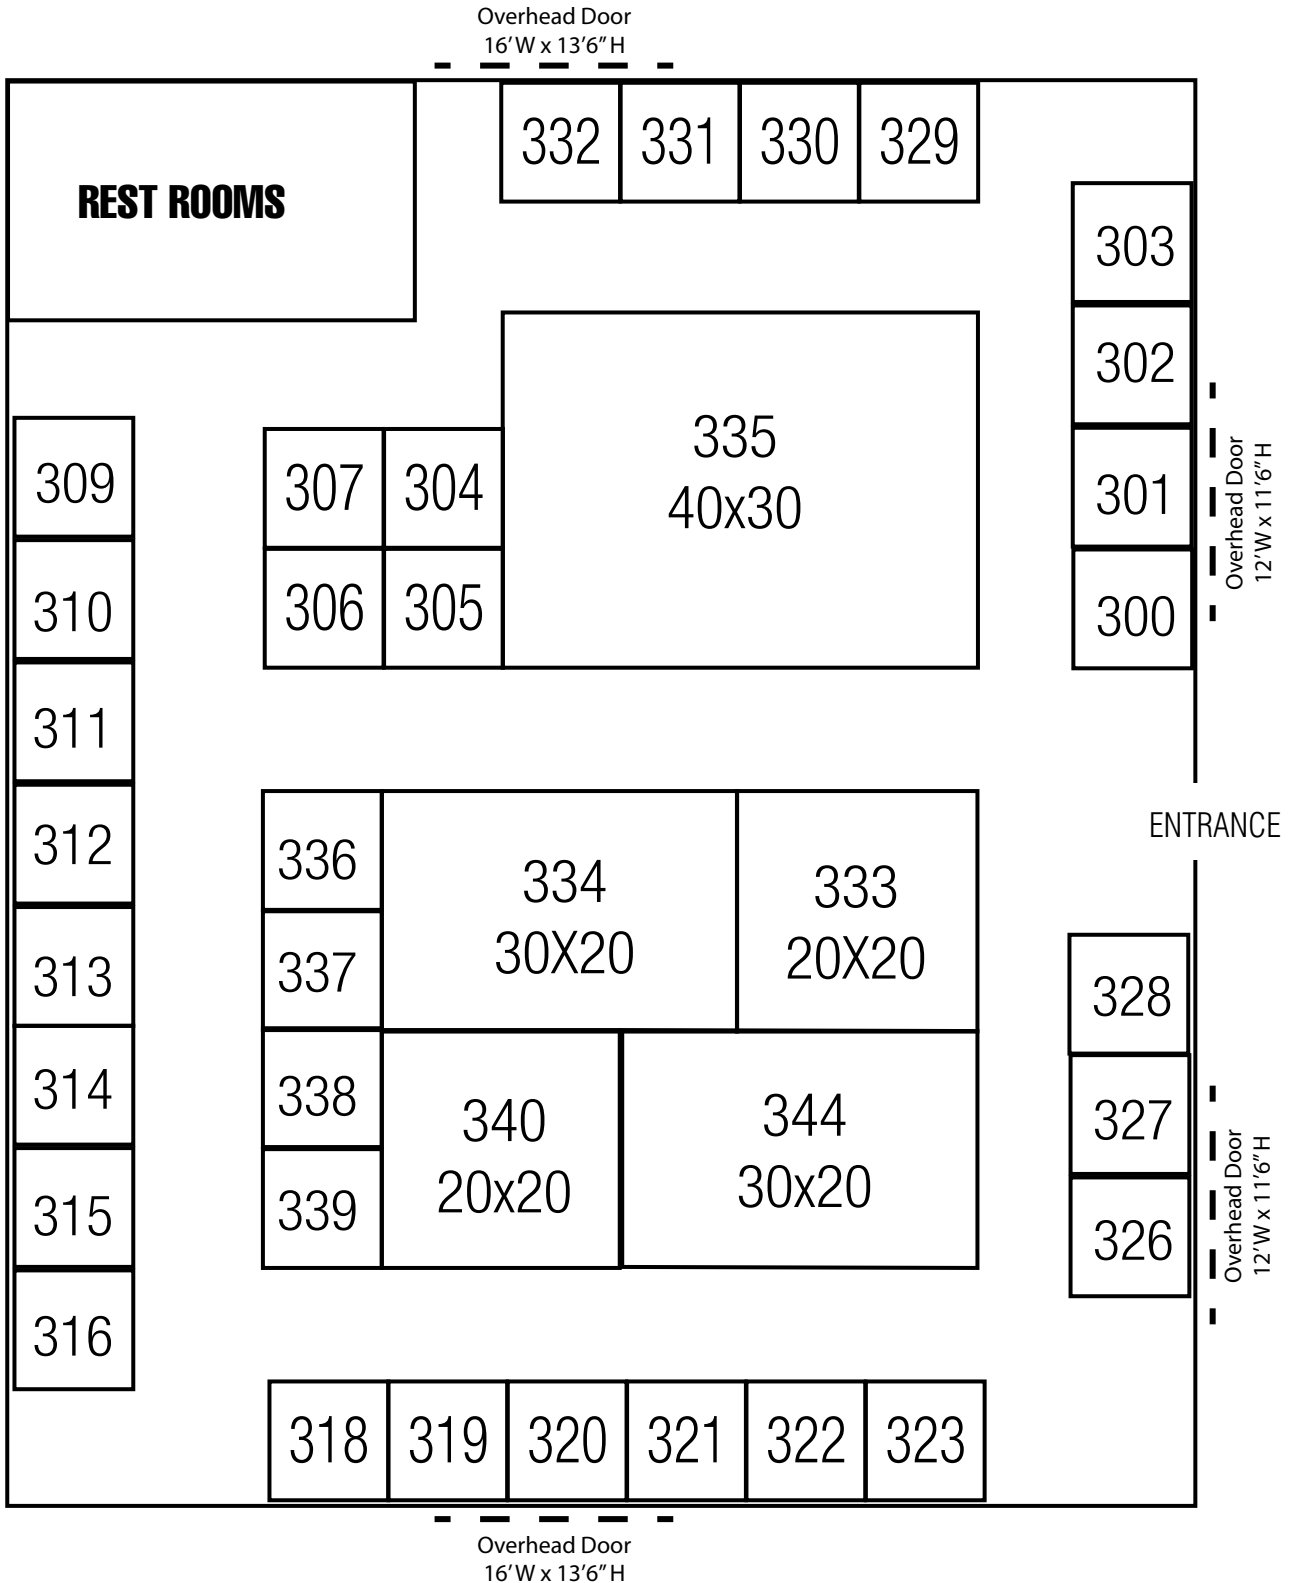 Overhead Door
16'W x 13'6"H
332 331 330 329
REST ROOMS
303
302
301
300
Overhead Door
12'W x 11'6"H
335
40x30
307 304
306 305
309
310
311
312
313
314
315
316
ENTRANCE
336
337
338
339
334
30X20
333
20X20
340
20x20
344
30x20
328
327
326
Overhead Door
12'W x 11'6"H
318 319 320 321 322 323
Overhead Door
16'W x 13'6"H